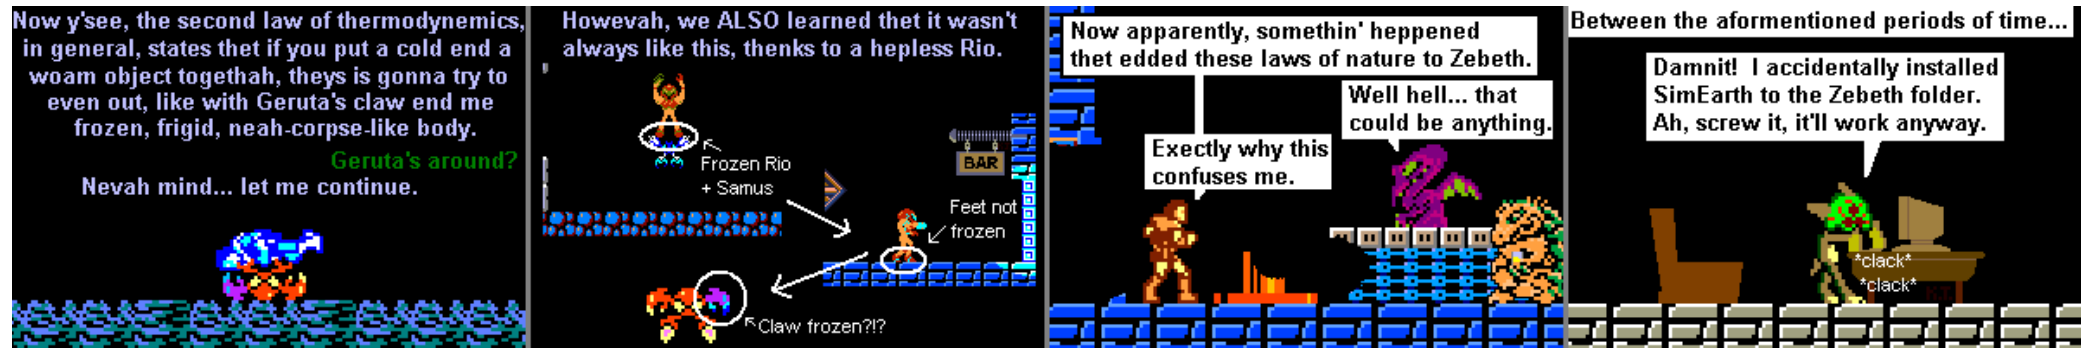 Now y'see, the second law of thermodynemics,
in general, states thet if you put a cold end a
woam object togethah, theys is gonna try to
even out, like with Geruta's claw end me
frozen, frigid, neah-corpse-like body.
Geruta's around?
Nevah mind... let me continue.
Howevah, we ALSO learned thet it wasn't
always like this, thenks to a hepless Rio.
Frozen Rio
+ Samus
BAR
Feet not
frozen
Claw frozen?!?
Now apparently, somethin' heppened
thet edded these laws of nature to Zebeth.
Well hell... that
could be anything.
Exectly why this
confuses me.
Between the aformentioned periods of time...
Damnit!  I accidentally installed
SimEarth to the Zebeth folder.
Ah, screw it, it'll work anyway.
*clack*
*clack*